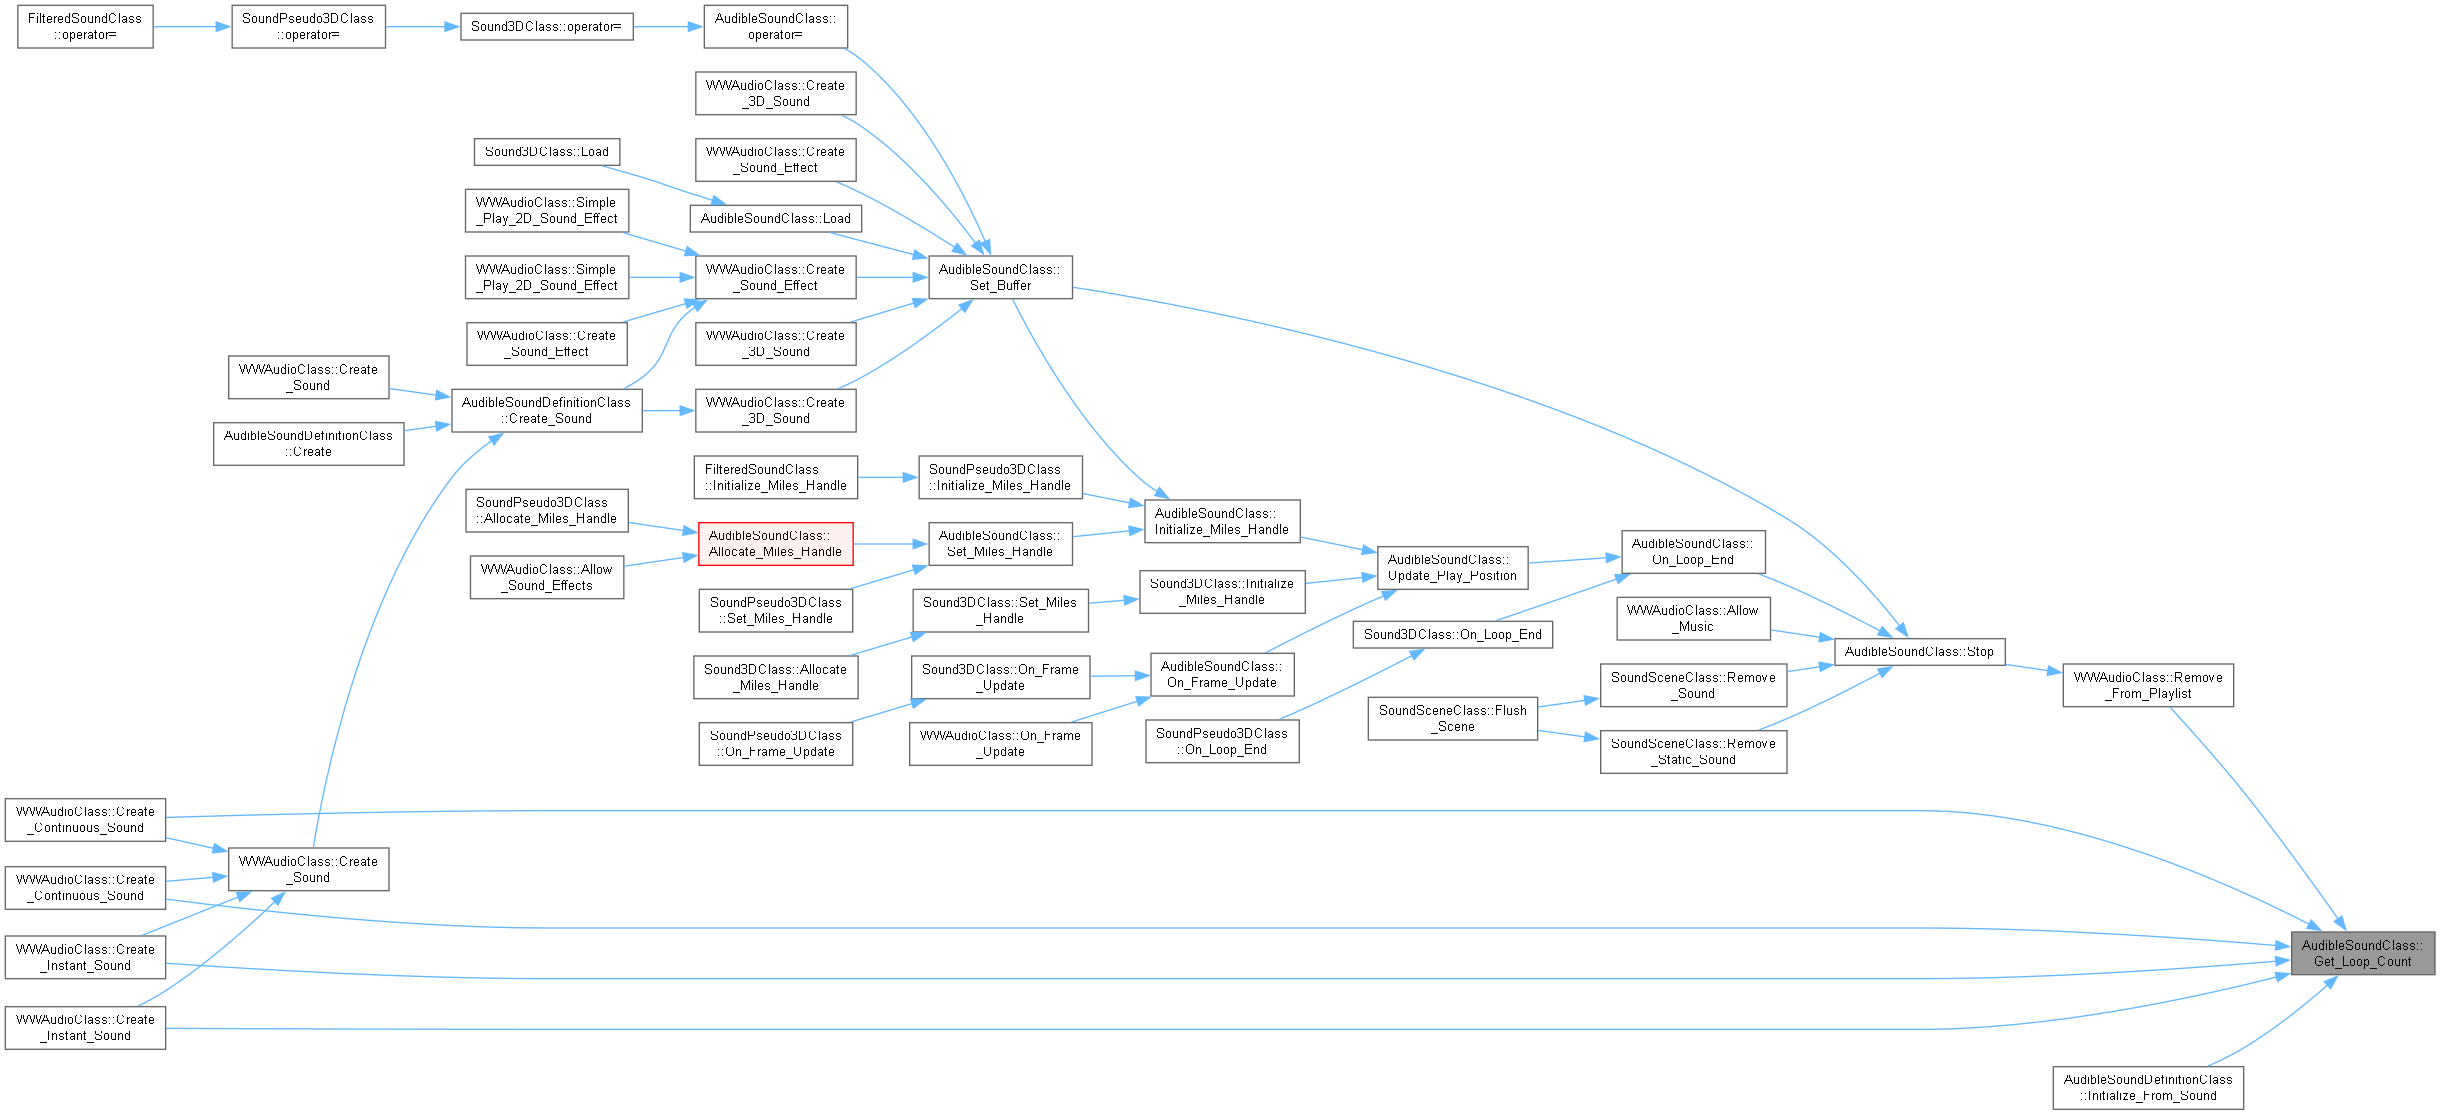 FilteredSoundClass
::operator=
SoundPseudo3DClass
::operator=
Sound3DClass::operator=
AudibleSoundClass::
operator=
WWAudioClass::Create
_3D_Sound
Sound3DClass::Load
WWAudioClass::Create
_Sound_Effect
WWAudioClass::Simple
_Play_2D_Sound_Effect
AudibleSoundClass::Load
WWAudioClass::Simple
_Play_2D_Sound_Effect
WWAudioClass::Create
_Sound_Effect
AudibleSoundClass::
Set_Buffer
WWAudioClass::Create
_Sound_Effect
WWAudioClass::Create
_3D_Sound
WWAudioClass::Create
_Sound
AudibleSoundDefinitionClass
::Create_Sound
WWAudioClass::Create
_3D_Sound
AudibleSoundDefinitionClass
::Create
FilteredSoundClass
::Initialize_Miles_Handle
SoundPseudo3DClass
::Initialize_Miles_Handle
SoundPseudo3DClass
::Allocate_Miles_Handle
AudibleSoundClass::
Initialize_Miles_Handle
AudibleSoundClass::
Allocate_Miles_Handle
AudibleSoundClass::
Set_Miles_Handle
AudibleSoundClass::
On_Loop_End
WWAudioClass::Allow
_Sound_Effects
AudibleSoundClass::
Update_Play_Position
SoundPseudo3DClass
::Set_Miles_Handle
Sound3DClass::Set_Miles
_Handle
Sound3DClass::Initialize
_Miles_Handle
WWAudioClass::Allow
_Music
Sound3DClass::On_Loop_End
AudibleSoundClass::Stop
Sound3DClass::Allocate
_Miles_Handle
Sound3DClass::On_Frame
_Update
AudibleSoundClass::
On_Frame_Update
SoundSceneClass::Remove
_Sound
WWAudioClass::Remove
_From_Playlist
SoundSceneClass::Flush
_Scene
SoundPseudo3DClass
::On_Frame_Update
WWAudioClass::On_Frame
_Update
SoundPseudo3DClass
::On_Loop_End
SoundSceneClass::Remove
_Static_Sound
WWAudioClass::Create
_Continuous_Sound
WWAudioClass::Create
_Sound
WWAudioClass::Create
_Continuous_Sound
WWAudioClass::Create
_Instant_Sound
AudibleSoundClass::
Get_Loop_Count
WWAudioClass::Create
_Instant_Sound
AudibleSoundDefinitionClass
::Initialize_From_Sound